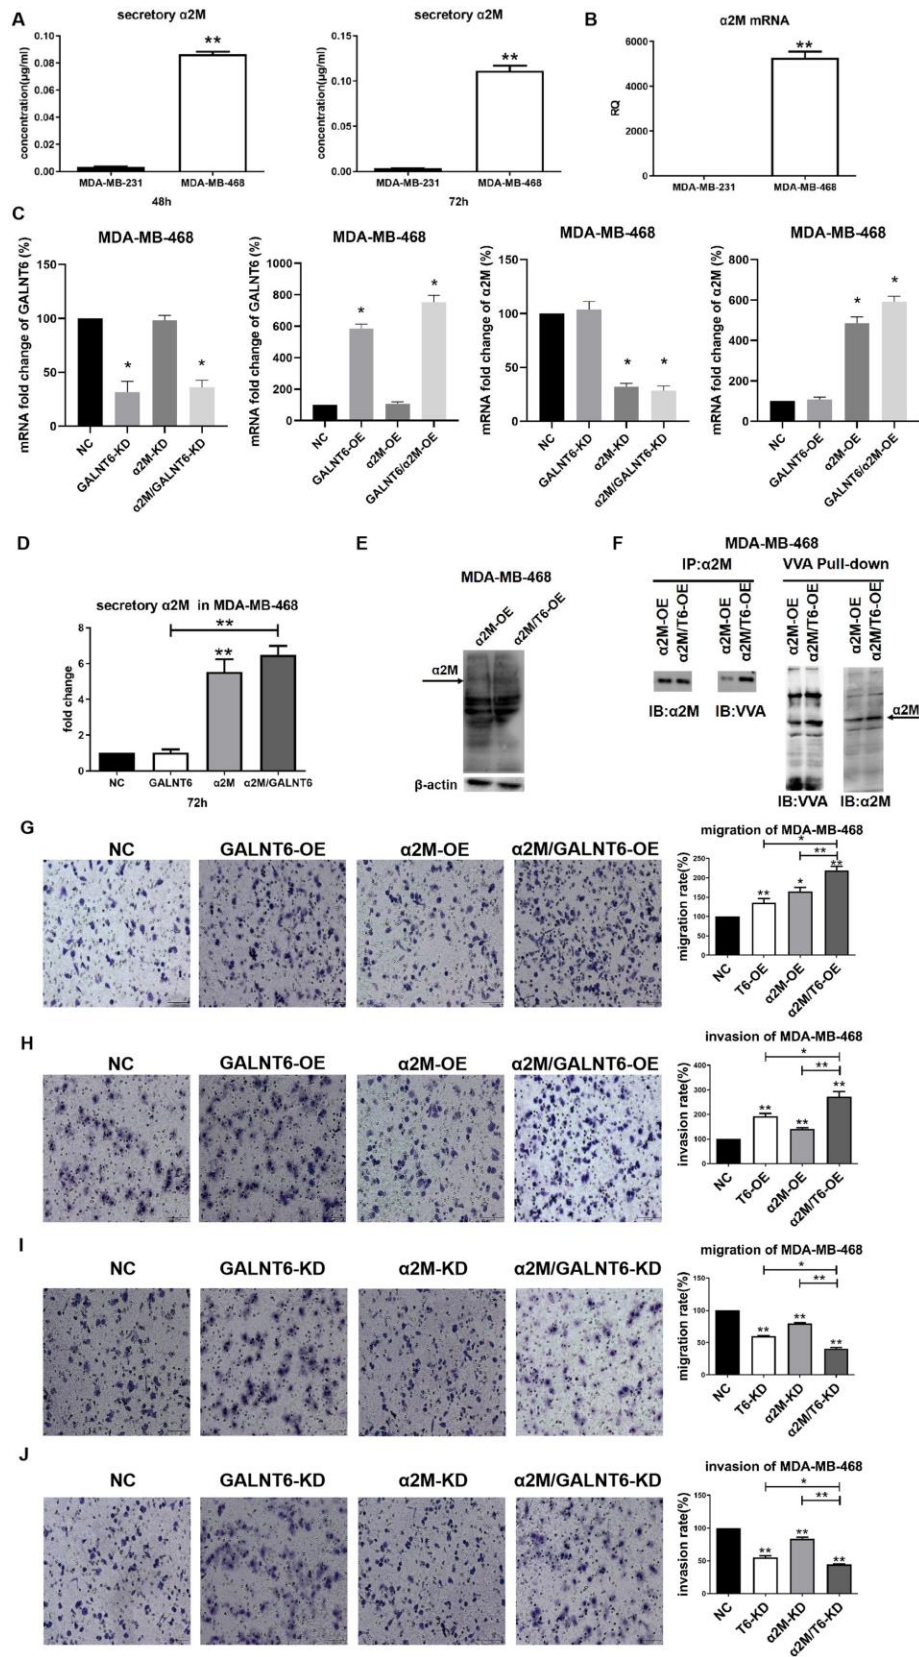 A
secretory α2M
concentration(μg/ml)
0.10
0.08
0.06
0.04
0.02
0.00
**
MDA-MB-231
MDA-MB-468
48h
secretory α2M
concentration(μg/ml)
0.15
0.10
0.05
0.00
**
MDA-MB-231
MDA-MB-468
72h
B
α2M mRNA
RQ
6000
4000
2000
0
**
MDA-MB-231
MDA-MB-468
C
MDA-MB-468
mRNA fold change of GALNT6 (%)
150
100
50
0
*
*
NC
GALNT6-KD
α2M-KD
α2M/GALNT6-KD
MDA-MB-468
mRNA fold change of GALNT6 (%)
1000
800
600
400
200
0
*
*
NC
GALNT6-OE
α2M-OE
GALNT6/α2M-OE
MDA-MB-468
mRNA fold change of α2M (%)
150
100
50
0
*
*
NC
GALNT6-KD
α2M-KD
α2M/GALNT6-KD
MDA-MB-468
mRNA fold change of α2M (%)
800
600
400
200
0
*
*
NC
GALNT6-OE
α2M-OE
GALNT6/α2M-OE
D
secretory α2M in MDA-MB-468
fold change
8
6
4
2
0
**
**
NC
GALNT6
α2M
α2M/GALNT6
72h
E
MDA-MB-468
α2M-OE
α2M/T6-OE
α2M
β-actin
F
MDA-MB-468
IP:α2M
VVA Pull-down
α2M-OE
α2M/T6-OE
α2M-OE
α2M/T6-OE
α2M-OE
α2M/T6-OE
α2M-OE
α2M/T6-OE
α2M
IB:α2M
IB:VVA
IB:VVA
IB:α2M
G
NC
GALNT6-OE
α2M-OE
α2M/GALNT6-OE
migration of MDA-MB-468
migration rate(%)
250
200
150
100
50
0
*
**
**
*
**
NC
T6-OE
α2M-OE
α2M/T6-OE
H
NC
GALNT6-OE
α2M-OE
α2M/GALNT6-OE
invasion of MDA-MB-468
invasion rate(%)
400
300
200
100
0
*
**
**
**
**
NC
T6-OE
α2M-OE
α2M/T6-OE
I
NC
GALNT6-KD
α2M-KD
α2M/GALNT6-KD
migration of MDA-MB-468
migration rate(%)
150
100
50
0
*
**
**
**
**
NC
T6-KD
α2M-KD
α2M/T6-KD
J
NC
GALNT6-KD
α2M-KD
α2M/GALNT6-KD
invasion of MDA-MB-468
invasion rate(%)
150
100
50
0
*
**
**
**
**
NC
T6-KD
α2M-KD
α2M/T6-KD